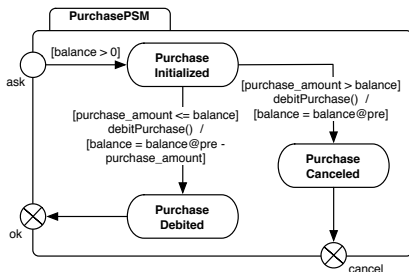 PurchasePSM
[balance > 0]
ask
Purchase
Initialized
[purchase_amount <= balance]
debitPurchase() /
[balance = balance@pre -
purchase_amount]
[purchase_amount > balance]
debitPurchase() /
[balance = balance@pre]
Purchase
Canceled
Purchase
Debited
ok
cancel